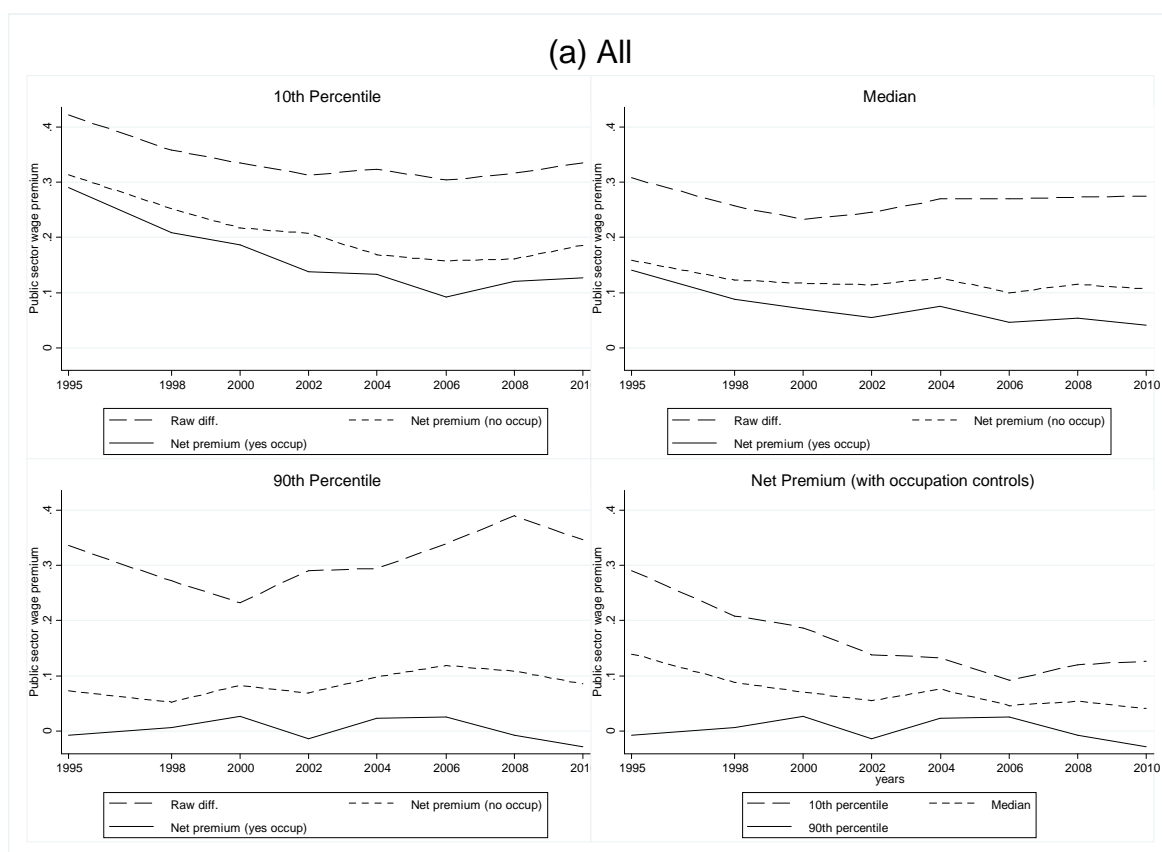 (a) All
10th Percentile
Public sector wage premium
.4
.3
.2
.1
0
1995 1998 2000 2002 2004 2006 2008 201
Raw diff. Net premium (no occup)
Net premium (yes occup)
Median
Public sector wage premium
.4
.3
.2
.1
0
1995 1998 2000 2002 2004 2006 2008 2010
Raw diff. Net premium (no occup)
Net premium (yes occup)
90th Percentile
Public sector wage premium
.4
.3
.2
.1
0
1995 1998 2000 2002 2004 2006 2008 201
Raw diff. Net premium (no occup)
Net premium (yes occup)
Net Premium (with occupation controls)
Public sector wage premium
.4
.3
.2
.1
0
1995 1998 2000 2002 2004 2006 2008 2010
years
10th percentile Median
90th percentile